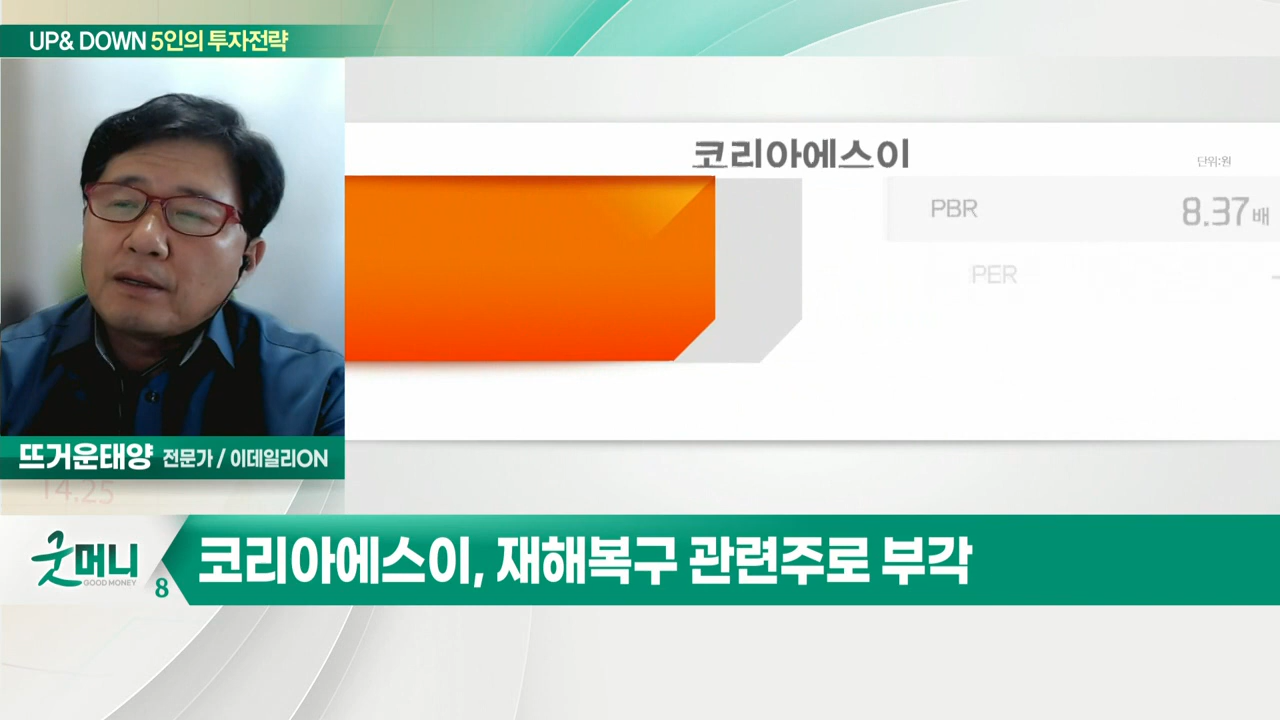 UP& DOWN 5인의 투자전략
코리아에스이
단위:원
PBR 8.37배
PER -
뜨거운태양 전문가 / 이데일리ON
14.25
굿머니
GOOD MONEY
8
코리아에스이, 재해복구 관련주로 부각